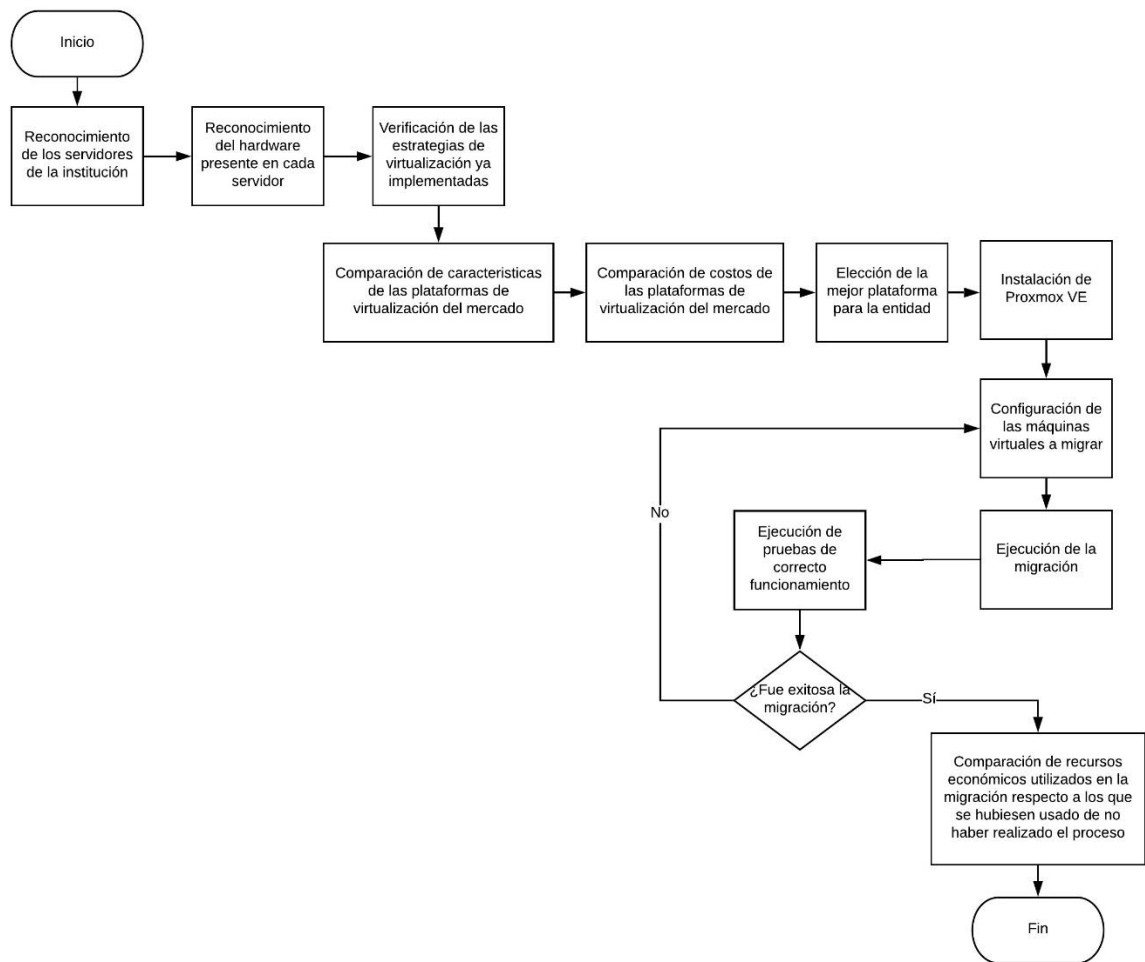 Inicio
Reconocimiento
de los servidores
de la institución
Reconocimiento
del hardware
presente en cada
servidor
Verificación de las
estrategias de
virtualización ya
implementadas
Comparación de caracteristicas
de las plataformas de
virtualización del mercado
Comparación de costos de
las plataformas de
virtualización del mercado
Elección de la
mejor plataforma
para la entidad
Instalación de
Proxmox VE
Configuración de
las máquinas
virtuales a migrar
Ejecución de la
migración
Ejecución de
pruebas de
correcto
funcionamiento
¿Fue exitosa la
migración?
No
Sí
Comparación de recursos
económicos utilizados en la
migración respecto a los que
se hubiesen usado de no
haber realizado el proceso
Fin